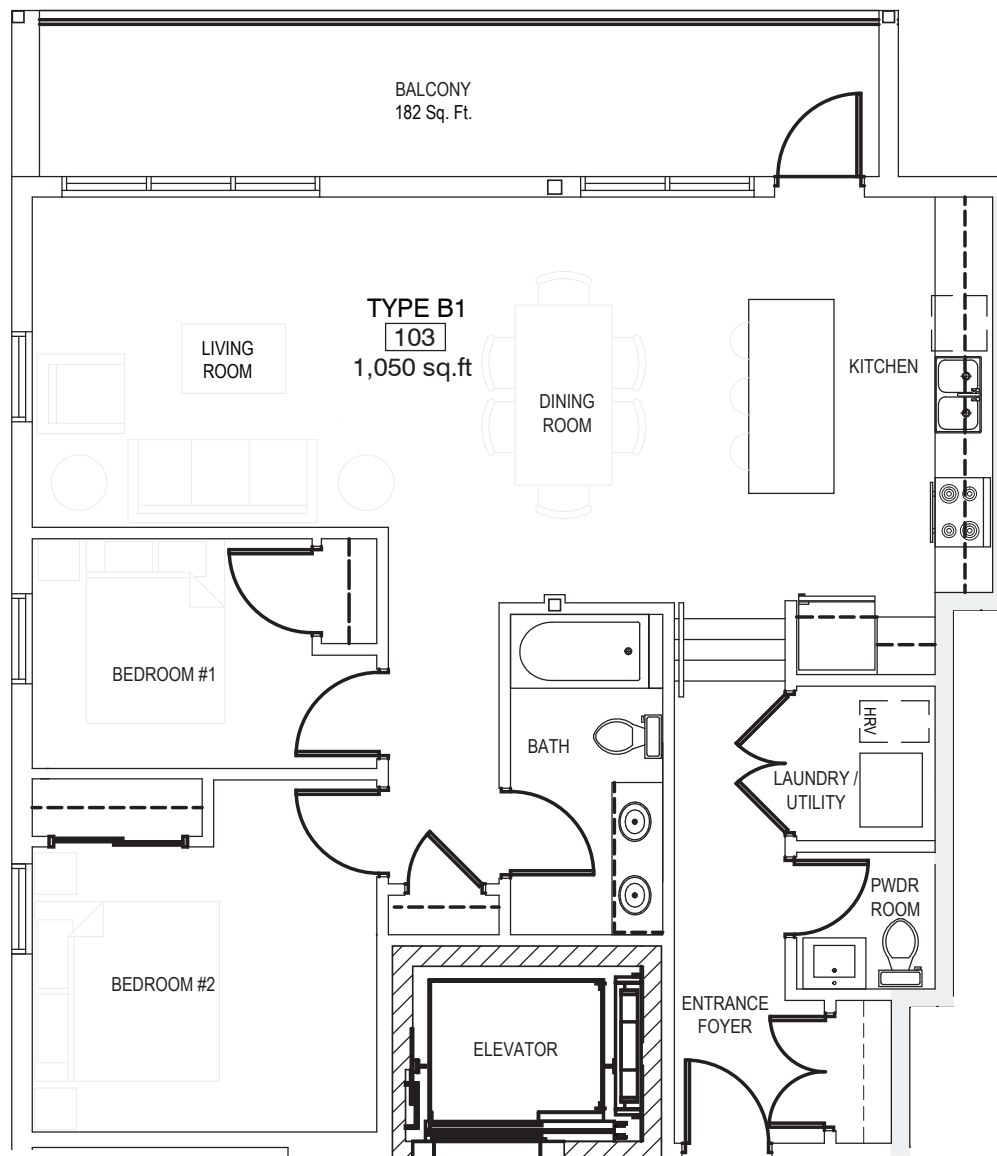 BALCONY
182 Sq. Ft.
TYPE B1
103
1,050 sq.ft
LIVING
ROOM
DINING
ROOM
KITCHEN
BEDROOM #1
BATH
HRV
LAUNDRY /
UTILITY
PWDR
ROOM
BEDROOM #2
ENTRANCE
FOYER
ELEVATOR